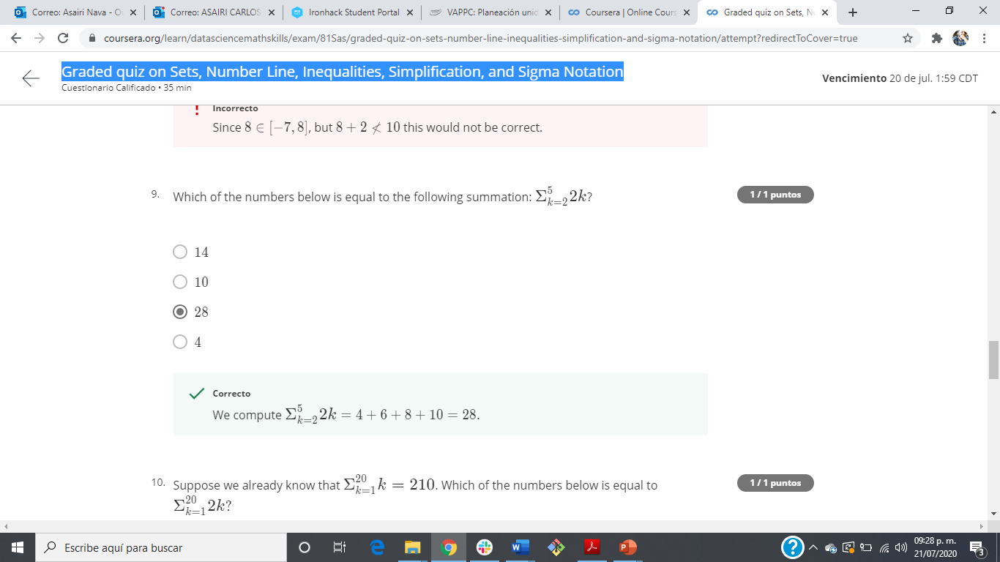 Correo: Asairi Nava - O
Correo: ASAIRI CARLOS
Ironhack Student Portal
VAPPC: Planeación unid
Coursera | Online Cours
Graded quiz on Sets, N
coursera.org/learn/datasciencemathskills/exam/81Sas/graded-quiz-on-sets-number-line-inequalities-simplification-and-sigma-notation/attempt?redirectToCover=true
Graded quiz on Sets, Number Line, Inequalities, Simplification, and Sigma Notation
Cuestionario Calificado • 35 min
Vencimiento 20 de jul. 1:59 CDT
! Incorrecto
Since 8 ∈ [−7, 8], but 8 + 2 ≮ 10 this would not be correct.
9. Which of the numbers below is equal to the following summation: Σ_{k=2}^{5} 2k?
1 / 1 puntos
14
10
28
4
Correcto
We compute Σ_{k=2}^{5} 2k = 4 + 6 + 8 + 10 = 28.
10. Suppose we already know that Σ_{k=1}^{20} k = 210. Which of the numbers below is equal to
Σ_{k=1}^{20} 2k?
1 / 1 puntos
Escribe aquí para buscar
09:28 p. m.
21/07/2020
3